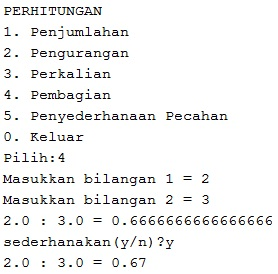 PERHITUNGAN
1. Penjumlahan
2. Pengurangan
3. Perkalian
4. Pembagian
5. Penyederhanaan Pecahan
0. Keluar
Pilih:4
Masukkan bilangan 1 = 2
Masukkan bilangan 2 = 3
2.0 : 3.0 = 0.6666666666666666
sederhanakan(y/n)?y
2.0 : 3.0 = 0.67